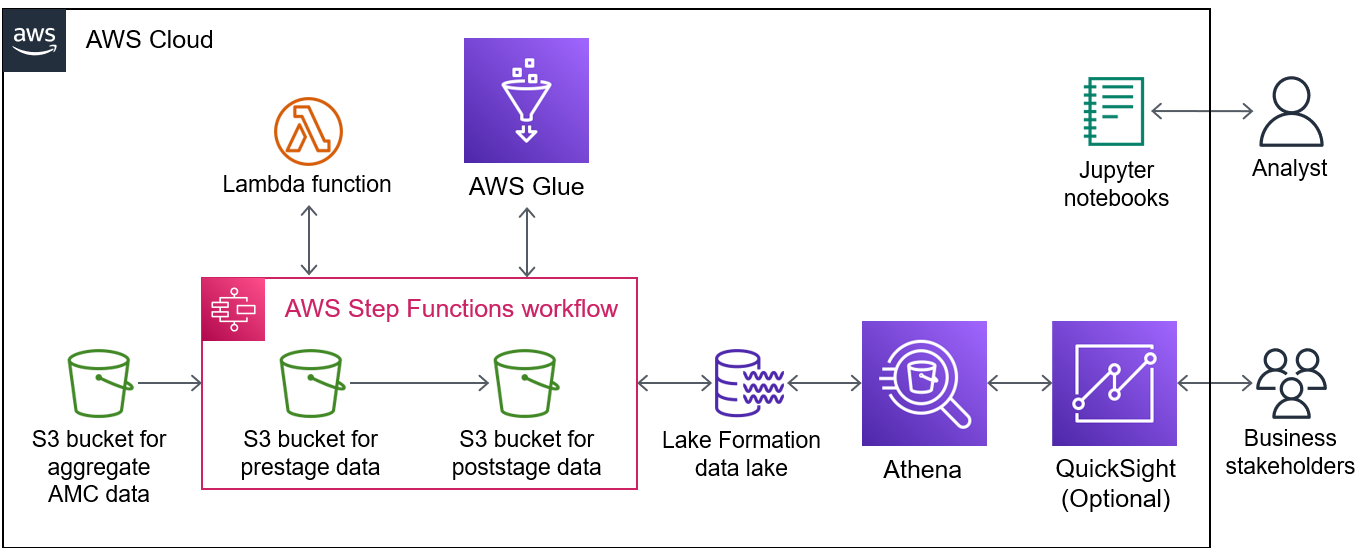 aws
AWS Cloud
Lambda function
AWS Glue
Jupyter
notebooks
Analyst
AWS Step Functions workflow
S3 bucket for
aggregate
AMC data
S3 bucket for
prestage data
S3 bucket for
poststage data
Lake Formation
data lake
Athena
QuickSight
(Optional)
Business
stakeholders